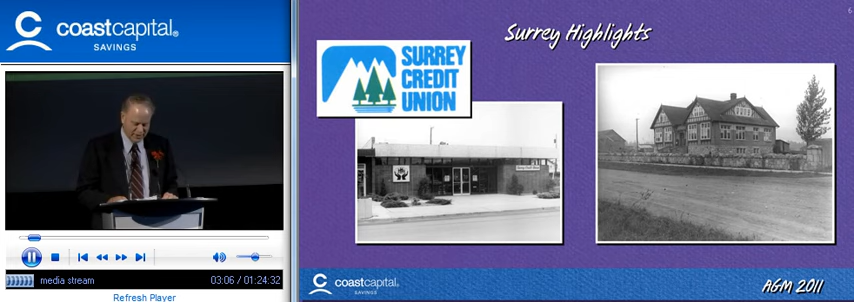 coastcapital®
SAVINGS
03:06 / 01:24:32
media stream
Refresh Player
6
Surrey Highlights
SURREY
CREDIT
UNION
coastcapital®
SAVINGS
AGM 2011